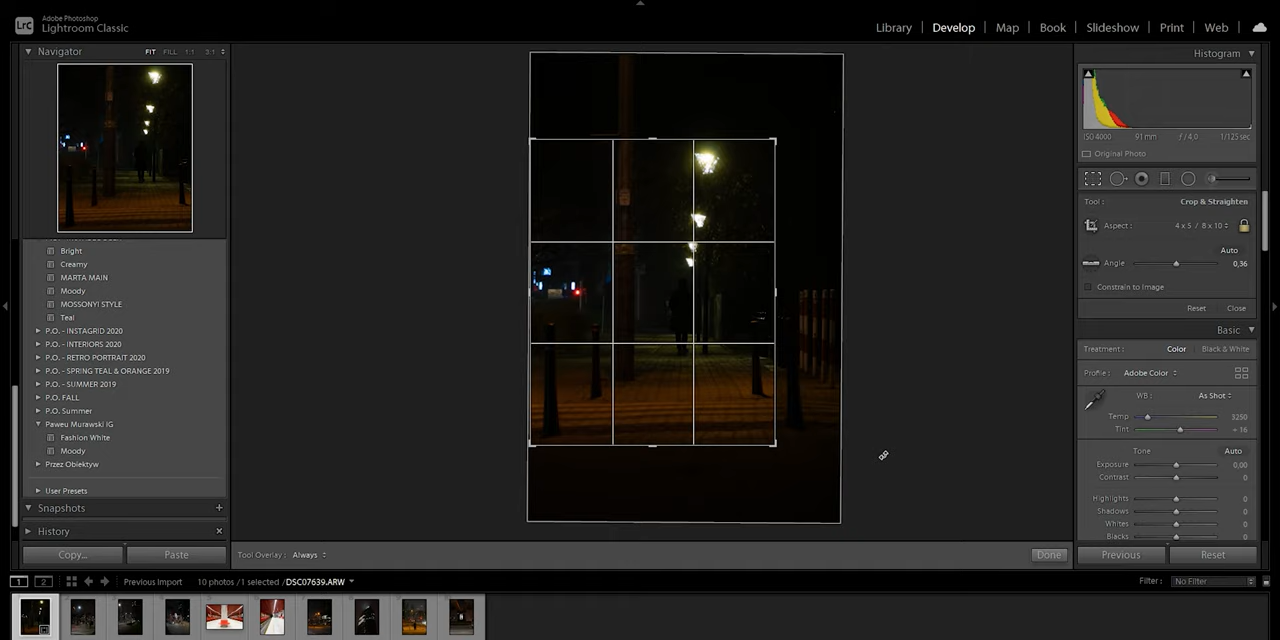 LrC
Adobe Photoshop
Lightroom Classic
Library | Develop | Map | Book | Slideshow | Print | Web
Navigator FIT FILL 1:1 3:1
Histogram
ISO 4000 91 mm ƒ / 4,0 1/125 sec
Original Photo
Tool : Crop & Straighten
Aspect : 4 x 5 / 8 x 10
Auto
Angle 0,36
Constrain to Image
Reset Close
Basic
Treatment : Color Black & White
Profile : Adobe Color
WB : As Shot
Temp 3250
Tint + 16
Tone Auto
Exposure 0,00
Contrast 0
Highlights 0
Shadows 0
Whites 0
Blacks 0
Bright
Creamy
MARTA MAIN
Moody
MOSSONYI STYLE
Teal
P.O. - INSTAGRID 2020
P.O. - INTERIORS 2020
P.O. - RETRO PORTRAIT 2020
P.O. - SPRING TEAL & ORANGE 2019
P.O. - SUMMER 2019
P.O. FALL
P.O. Summer
Paweu Murawski IG
Fashion White
Moody
Przez Obiektyw
User Presets
Snapshots +
History ×
Copy... Paste
Tool Overlay : Always
Done
Previous Reset
1 2 Previous Import 10 photos / 1 selected / DSC07639.ARW
Filter : No Filter